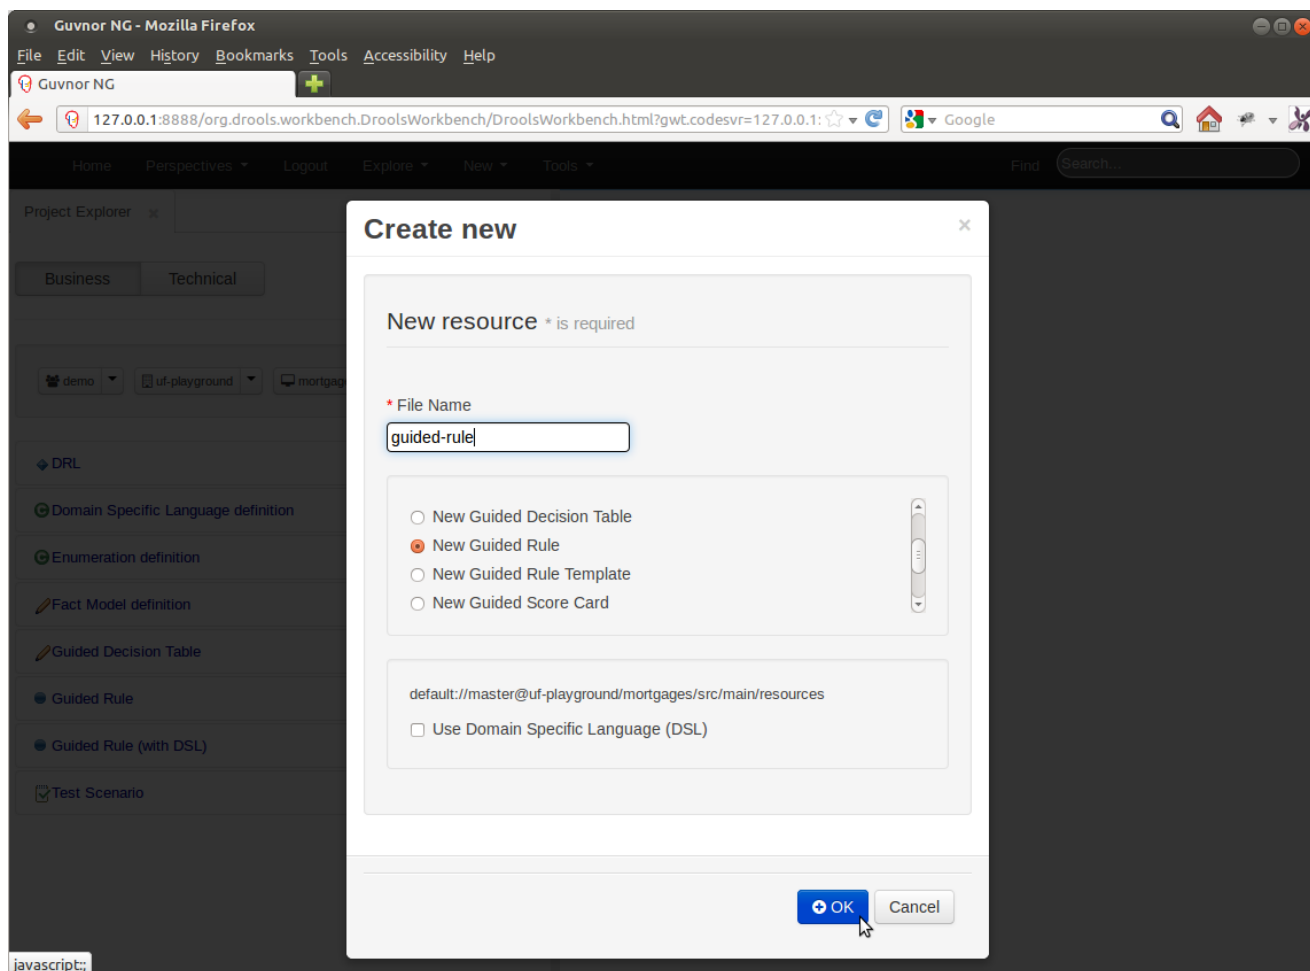 Guvnor NG - Mozilla Firefox
File Edit View History Bookmarks Tools Accessibility Help
Guvnor NG
127.0.0.1:8888/org.drools.workbench.DroolsWorkbench/DroolsWorkbench.html?gwt.codesvr=127.0.0.1: Google
Home Perspectives Logout Explore New Tools Find Search...
Project Explorer
Business Technical
demo uf-playground mortgag
DRL
Domain Specific Language definition
Enumeration definition
Fact Model definition
Guided Decision Table
Guided Rule
Guided Rule (with DSL)
Test Scenario
Create new
New resource * is required
* File Name
guided-rule
New Guided Decision Table
New Guided Rule
New Guided Rule Template
New Guided Score Card
default://master@uf-playground/mortgages/src/main/resources
Use Domain Specific Language (DSL)
OK Cancel
javascript:;